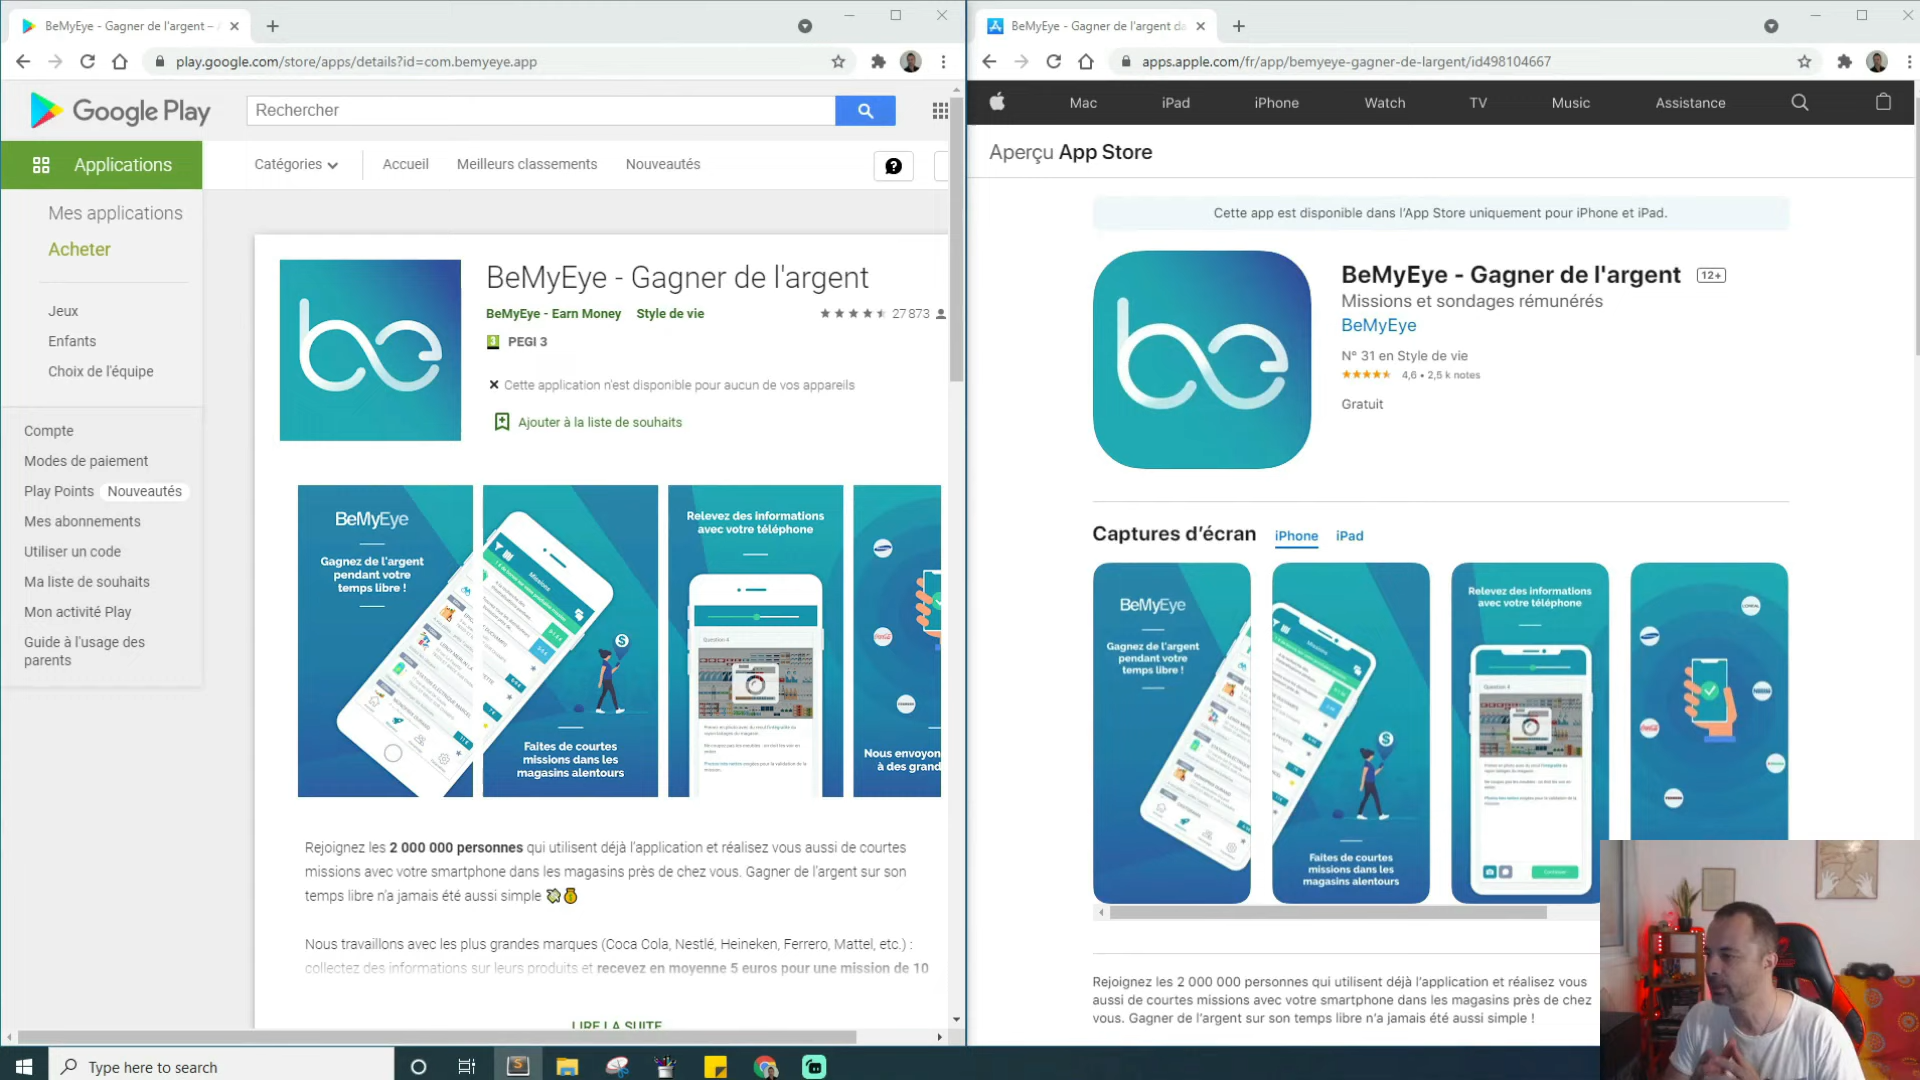 BeMyEye - Gagner de l'argent –
play.google.com/store/apps/details?id=com.bemyeye.app
Google Play
Rechercher
Applications
Catégories
Accueil
Meilleurs classements
Nouveautés
Mes applications
Acheter
Jeux
Enfants
Choix de l'équipe
Compte
Modes de paiement
Play Points Nouveautés
Mes abonnements
Utiliser un code
Ma liste de souhaits
Mon activité Play
Guide à l'usage des
parents
be
BeMyEye - Gagner de l'argent
BeMyEye - Earn Money Style de vie
27 873
3 PEGI 3
Cette application n'est disponible pour aucun de vos appareils
Ajouter à la liste de souhaits
BeMyEye
Gagnez de l'argent
pendant votre
temps libre !
Missions
Faites de courtes
missions dans les
magasins alentours
Relevez des informations
avec votre téléphone
Question 4
Nous envoyon
à des grand
Rejoignez les 2 000 000 personnes qui utilisent déjà l'application et réalisez vous aussi de courtes
missions avec votre smartphone dans les magasins près de chez vous. Gagner de l'argent sur son
temps libre n'a jamais été aussi simple
Nous travaillons avec les plus grandes marques (Coca Cola, Nestlé, Heineken, Ferrero, Mattel, etc.) :
collectez des informations sur leurs produits et recevez en moyenne 5 euros pour une mission de 10
LIRE LA SUITE
BeMyEye - Gagner de l'argent da
apps.apple.com/fr/app/bemyeye-gagner-de-largent/id498104667
Mac
iPad
iPhone
Watch
TV
Music
Assistance
Aperçu App Store
Cette app est disponible dans l'App Store uniquement pour iPhone et iPad.
be
BeMyEye - Gagner de l'argent 12+
Missions et sondages rémunérés
BeMyEye
N° 31 en Style de vie
4,6 • 2,5 k notes
Gratuit
Captures d'écran iPhone iPad
BeMyEye
Gagnez de l'argent
pendant votre
temps libre !
Missions
Faites de courtes
missions dans les
magasins alentours
Relevez des informations
avec votre téléphone
Question 4
Rejoignez les 2 000 000 personnes qui utilisent déjà l'application et réalisez vous
aussi de courtes missions avec votre smartphone dans les magasins près de chez
vous. Gagner de l'argent sur son temps libre n'a jamais été aussi simple !
Type here to search